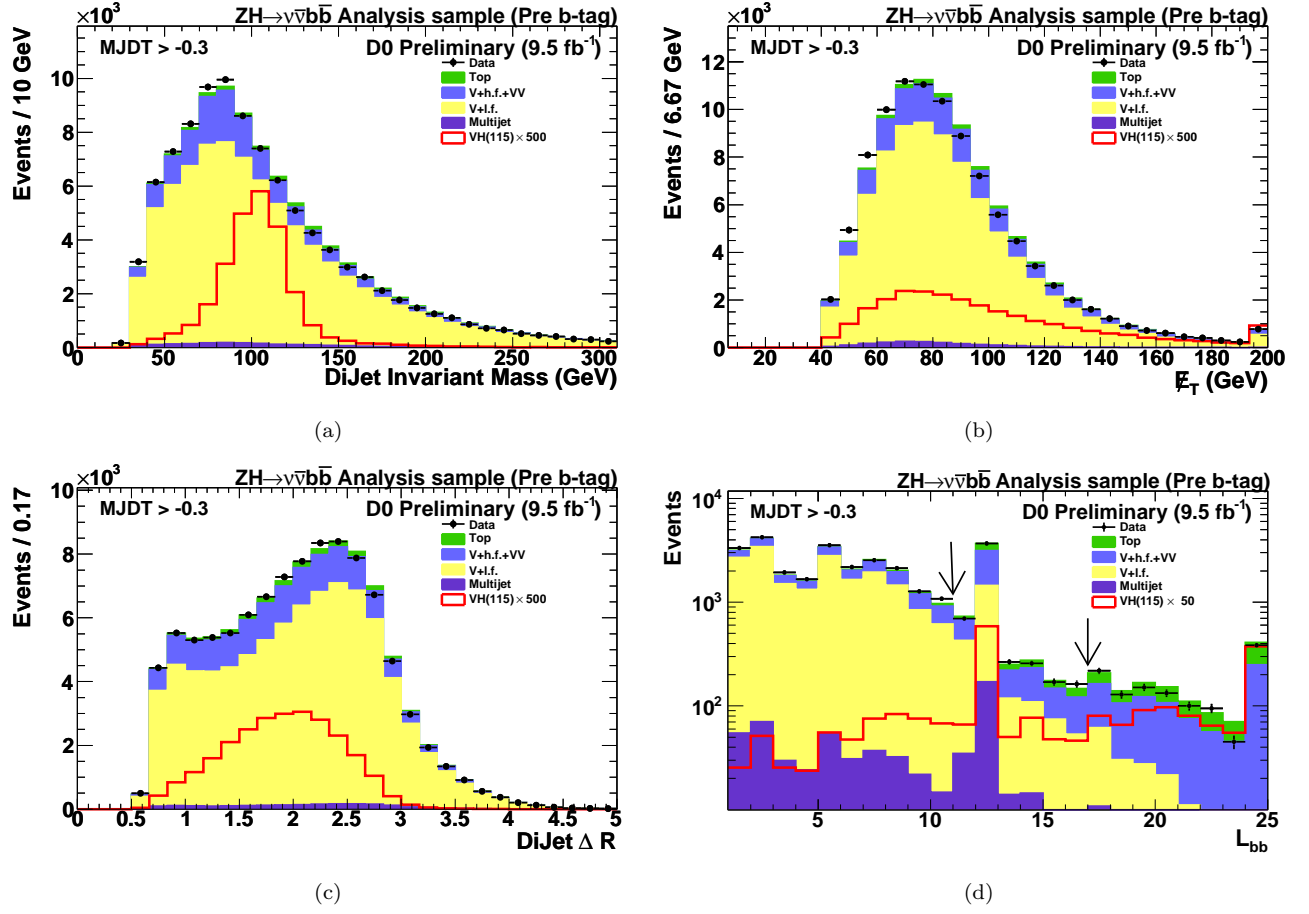 ZH→νν̄bb̄ Analysis sample (Pre b-tag)
×10³
MJDT > -0.3
D0 Preliminary (9.5 fb⁻¹)
Data
Top
V+h.f.+VV
V+l.f.
Multijet
VH(115)×500
Events / 10 GeV
10
8
6
4
2
0
0 50 100 150 200 250 300
DiJet Invariant Mass (GeV)
(a)
ZH→νν̄bb̄ Analysis sample (Pre b-tag)
×10³
MJDT > -0.3
D0 Preliminary (9.5 fb⁻¹)
Data
Top
V+h.f.+VV
V+l.f.
Multijet
VH(115)×500
Events / 6.67 GeV
12
10
8
6
4
2
0
20 40 60 80 100 120 140 160 180 200
E̸_T (GeV)
(b)
ZH→νν̄bb̄ Analysis sample (Pre b-tag)
×10³
MJDT > -0.3
D0 Preliminary (9.5 fb⁻¹)
Data
Top
V+h.f.+VV
V+l.f.
Multijet
VH(115)×500
Events / 0.17
10
8
6
4
2
0
0 0.5 1 1.5 2 2.5 3 3.5 4 4.5 5
DiJet Δ R
(c)
ZH→νν̄bb̄ Analysis sample (Pre b-tag)
MJDT > -0.3
D0 Preliminary (9.5 fb⁻¹)
Data
Top
V+h.f.+VV
V+l.f.
Multijet
VH(115)× 50
Events
10⁴
10³
10²
5 10 15 20 25
L_bb
(d)